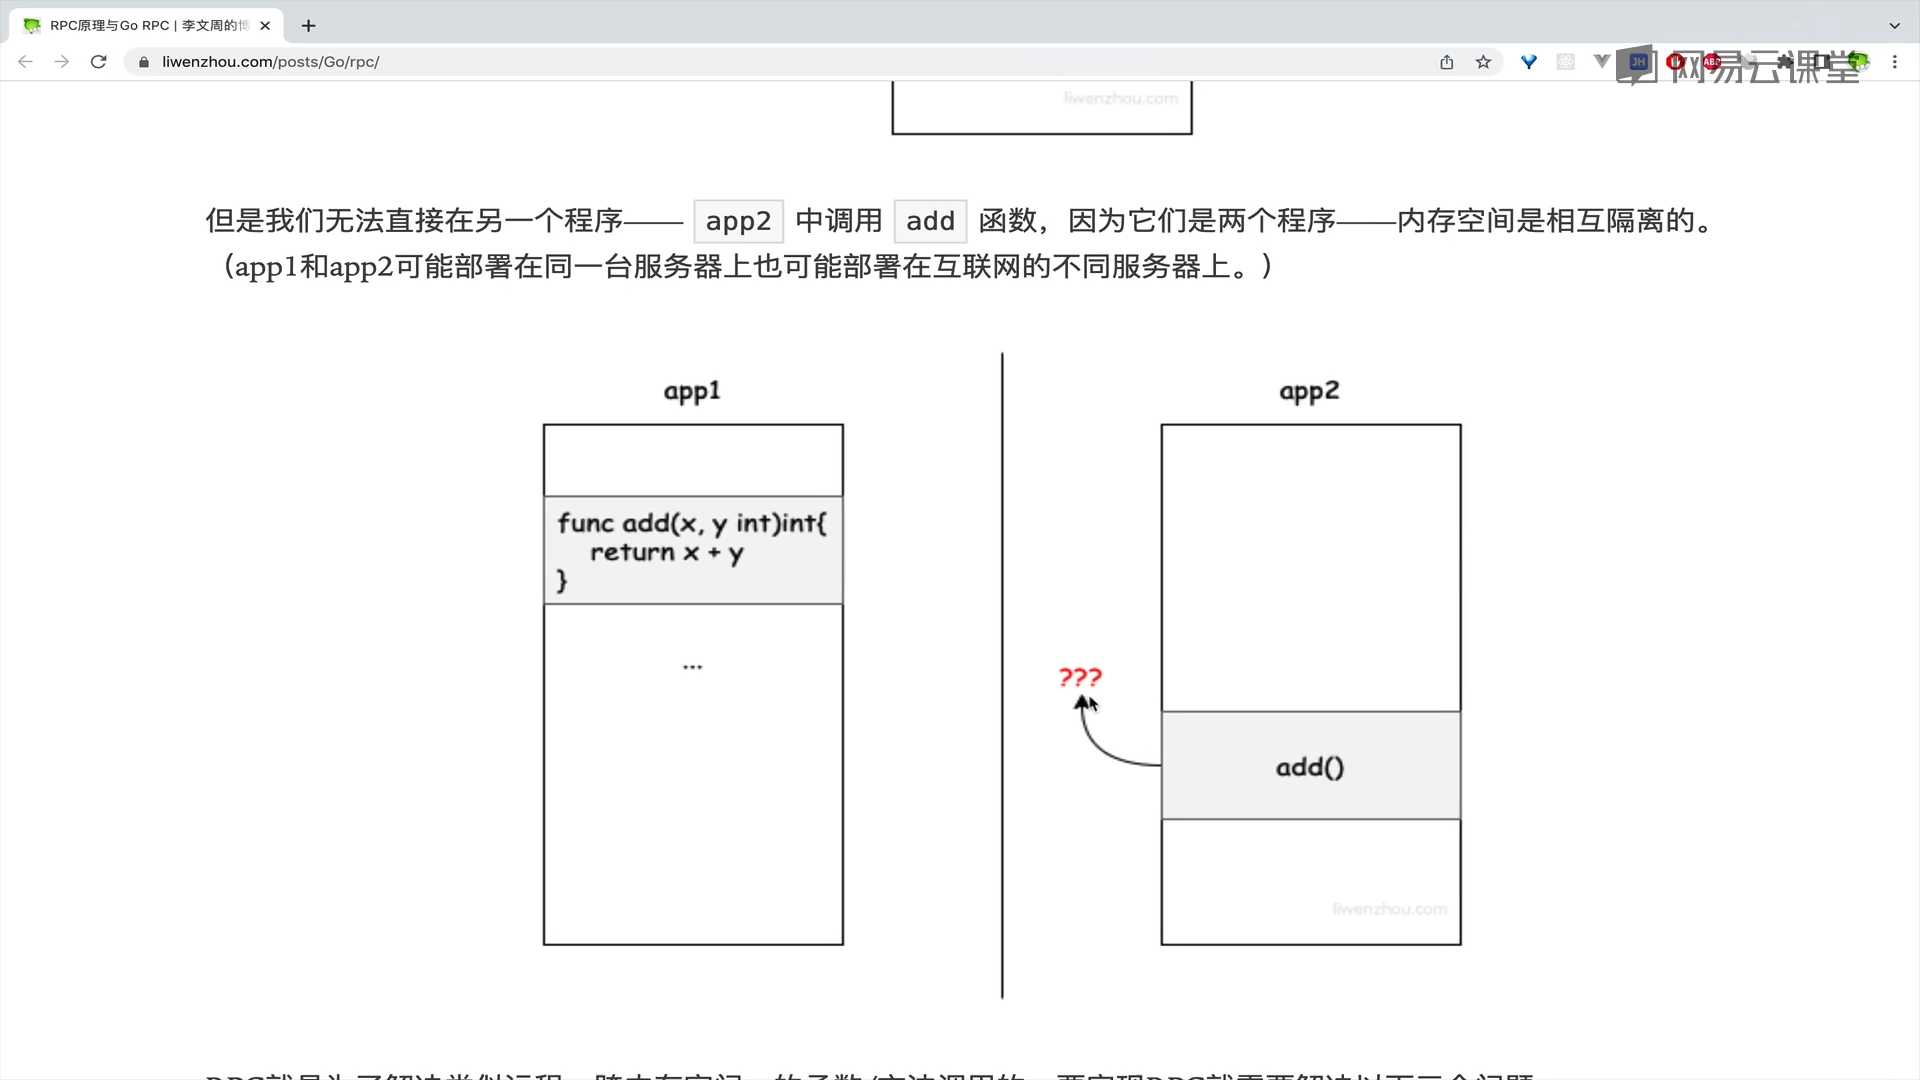 RPC原理与Go RPC | 李文周的博
liwenzhou.com/posts/Go/rpc/
网易云课堂
liwenzhou.com
但是我们无法直接在另一个程序—— app2 中调用 add 函数，因为它们是两个程序——内存空间是相互隔离的。
（app1和app2可能部署在同一台服务器上也可能部署在互联网的不同服务器上。）
app1
app2
func add(x, y int)int{
return x + y
}
...
???
add()
liwenzhou.com